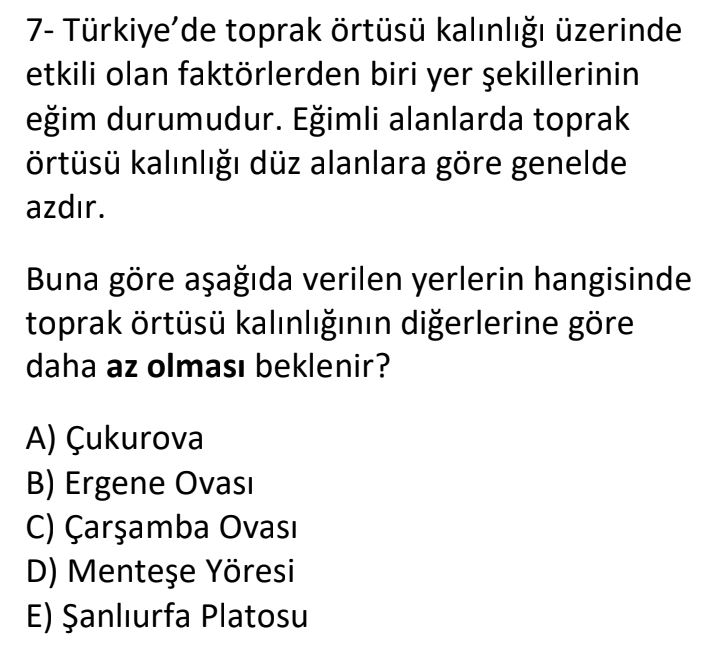 7- Türkiye’de toprak örtüsü kalınlığı üzerinde
etkili olan faktörlerden biri yer şekillerinin
eğim durumudur. Eğimli alanlarda toprak
örtüsü kalınlığı düz alanlara göre genelde
azdır.
Buna göre aşağıda verilen yerlerin hangisinde
toprak örtüsü kalınlığının diğerlerine göre
daha az olması beklenir?
A) Çukurova
B) Ergene Ovası
C) Çarşamba Ovası
D) Menteşe Yöresi
E) Şanlıurfa Platosu